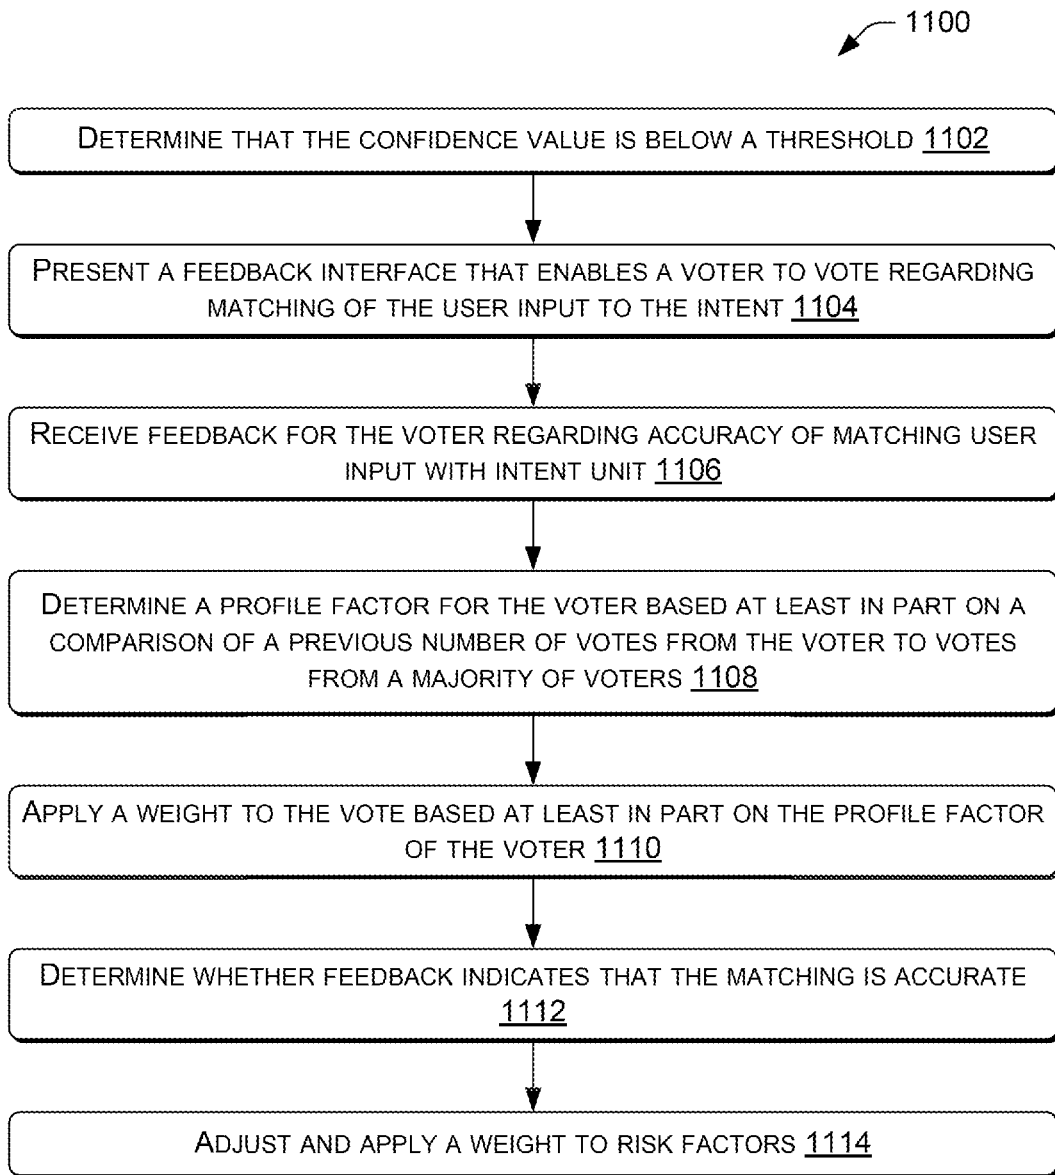 1100
DETERMINE THAT THE CONFIDENCE VALUE IS BELOW A THRESHOLD 1102
PRESENT A FEEDBACK INTERFACE THAT ENABLES A VOTER TO VOTE REGARDING
MATCHING OF THE USER INPUT TO THE INTENT 1104
RECEIVE FEEDBACK FOR THE VOTER REGARDING ACCURACY OF MATCHING USER
INPUT WITH INTENT UNIT 1106
DETERMINE A PROFILE FACTOR FOR THE VOTER BASED AT LEAST IN PART ON A
COMPARISON OF A PREVIOUS NUMBER OF VOTES FROM THE VOTER TO VOTES
FROM A MAJORITY OF VOTERS 1108
APPLY A WEIGHT TO THE VOTE BASED AT LEAST IN PART ON THE PROFILE FACTOR
OF THE VOTER 1110
DETERMINE WHETHER FEEDBACK INDICATES THAT THE MATCHING IS ACCURATE
1112
ADJUST AND APPLY A WEIGHT TO RISK FACTORS 1114